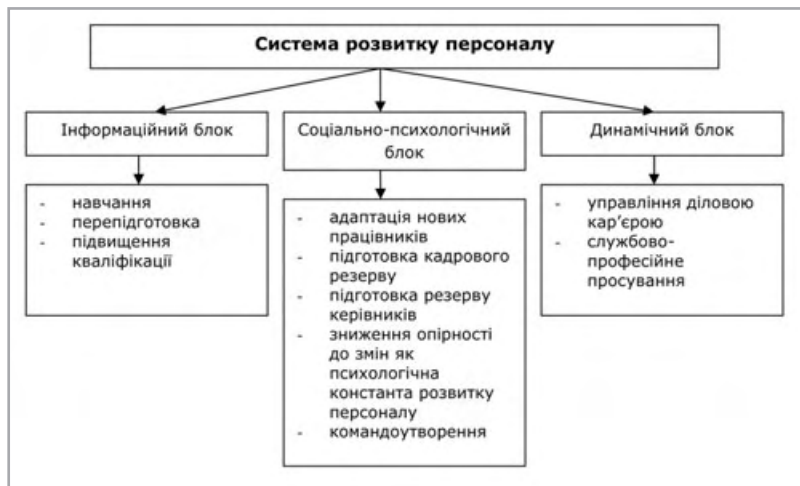 Система розвитку персоналу
Інформаційний блок
Соціально-психологічний
блок
Динамічний блок
- навчання
- перепідготовка
- підвищення
кваліфікації
- адаптація нових
працівників
- підготовка кадрового
резерву
- підготовка резерву
керівників
- зниження опірності
до змін як
психологічна
константа розвитку
персоналу
- командоутворення
- управління діловою
кар’єрою
- службово-
професійне
просування